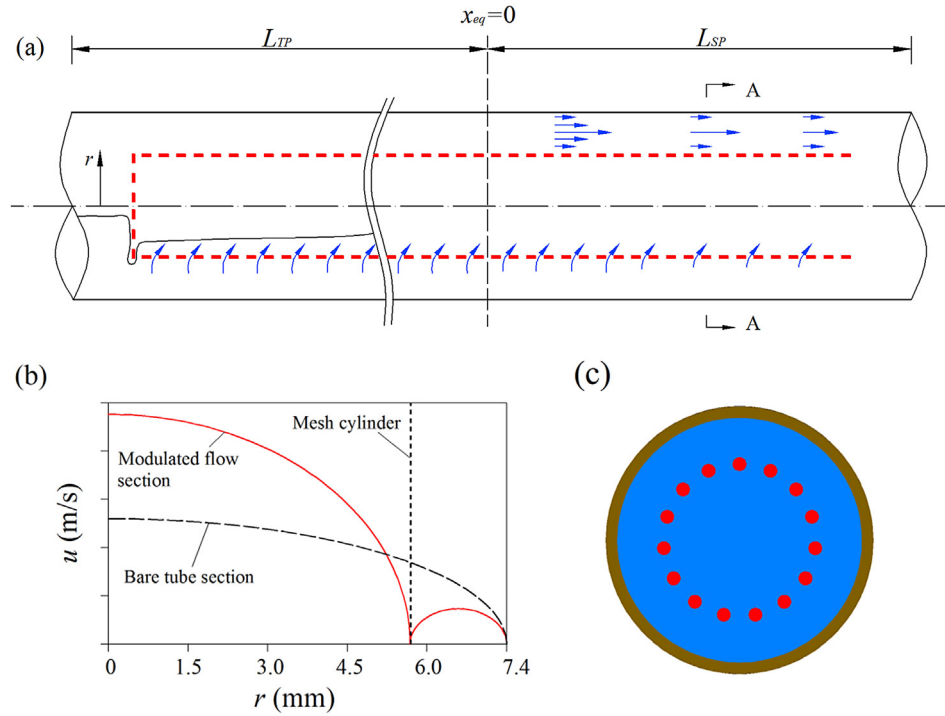 x_eq=0
(a)
L_TP
L_SP
A
r
A
(b)
(c)
Mesh cylinder
Modulated flow
section
Bare tube section
u (m/s)
0
1.5
3.0
4.5
6.0
7.4
r (mm)